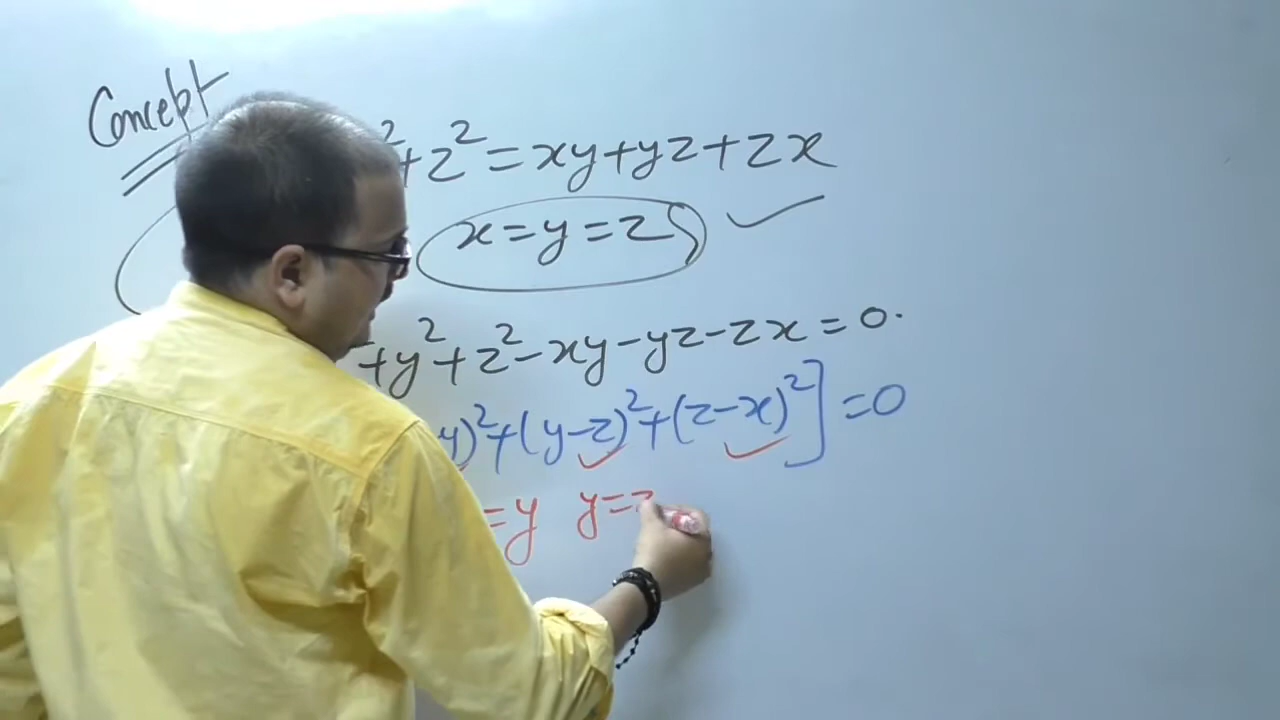 Concept
² + z² = xy + yz + zx
x = y = z
+ y² + z² - xy - yz - zx = 0.
y)² + (y - z)² + (z - x)² ] = 0
= y y = z